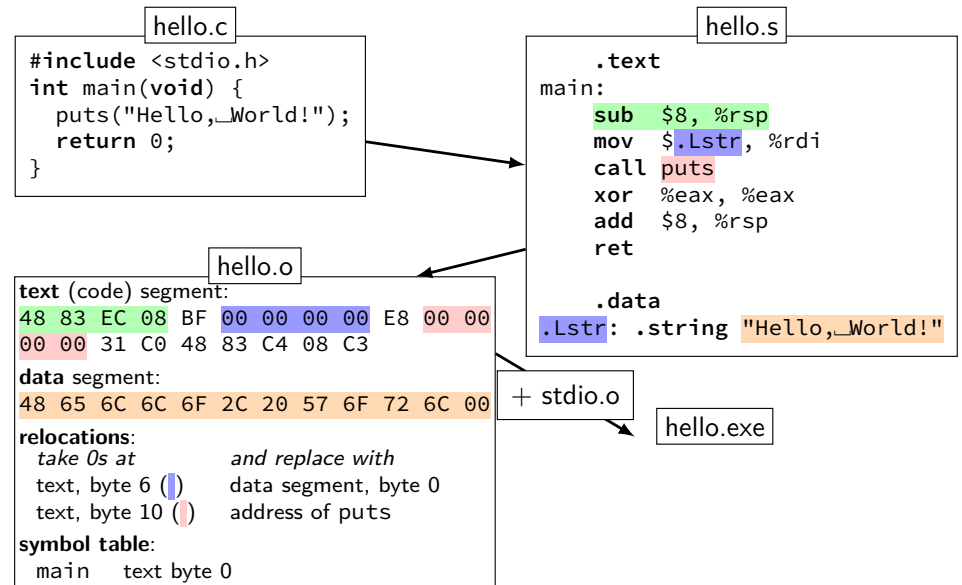 hello.c
#include <stdio.h>
int main(void) {
  puts("Hello,␣World!");
  return 0;
}
hello.s
.text
main:
sub $8, %rsp
mov $.Lstr, %rdi
call puts
xor %eax, %eax
add $8, %rsp
ret
.data
.Lstr: .string "Hello,␣World!"
hello.o
text (code) segment:
48 83 EC 08 BF 00 00 00 00 E8 00 00
00 00 31 C0 48 83 C4 08 C3
data segment:
48 65 6C 6C 6F 2C 20 57 6F 72 6C 00
relocations:
take 0s at and replace with
text, byte 6 ( ) data segment, byte 0
text, byte 10 ( ) address of puts
symbol table:
main text byte 0
+ stdio.o
hello.exe